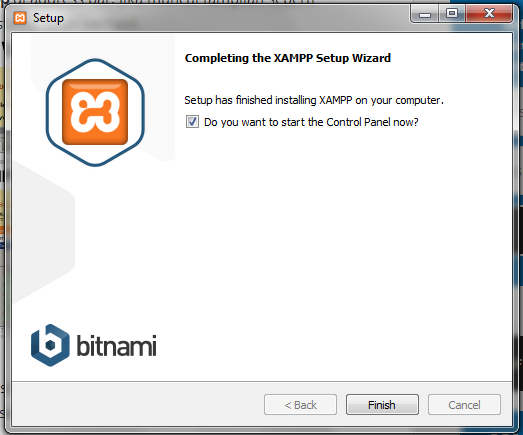 Setup
Completing the XAMPP Setup Wizard
Setup has finished installing XAMPP on your computer.
Do you want to start the Control Panel now?
bitnami
< Back
Finish
Cancel